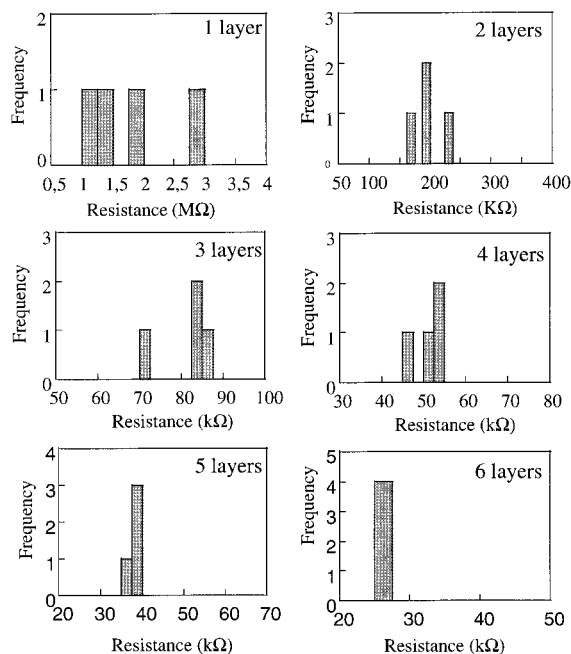 1 layer
2
1
0
Frequency
0,5 1 1,5 2 3 3,5 4
Resistance (MΩ)
2 layers
3
2
1
0
Frequency
50 100 200 300 400
Resistance (KΩ)
3 layers
3
2
1
0
Frequency
50 60 70 80 90 100
Resistance (kΩ)
4 layers
3
2
1
0
Frequency
30 40 50 60 70 80
Resistance (kΩ)
5 layers
4
3
2
1
0
Frequency
20 30 40 50 60 70
Resistance (kΩ)
6 layers
5
4
3
2
1
0
Frequency
20 30 40 50
Resistance (kΩ)